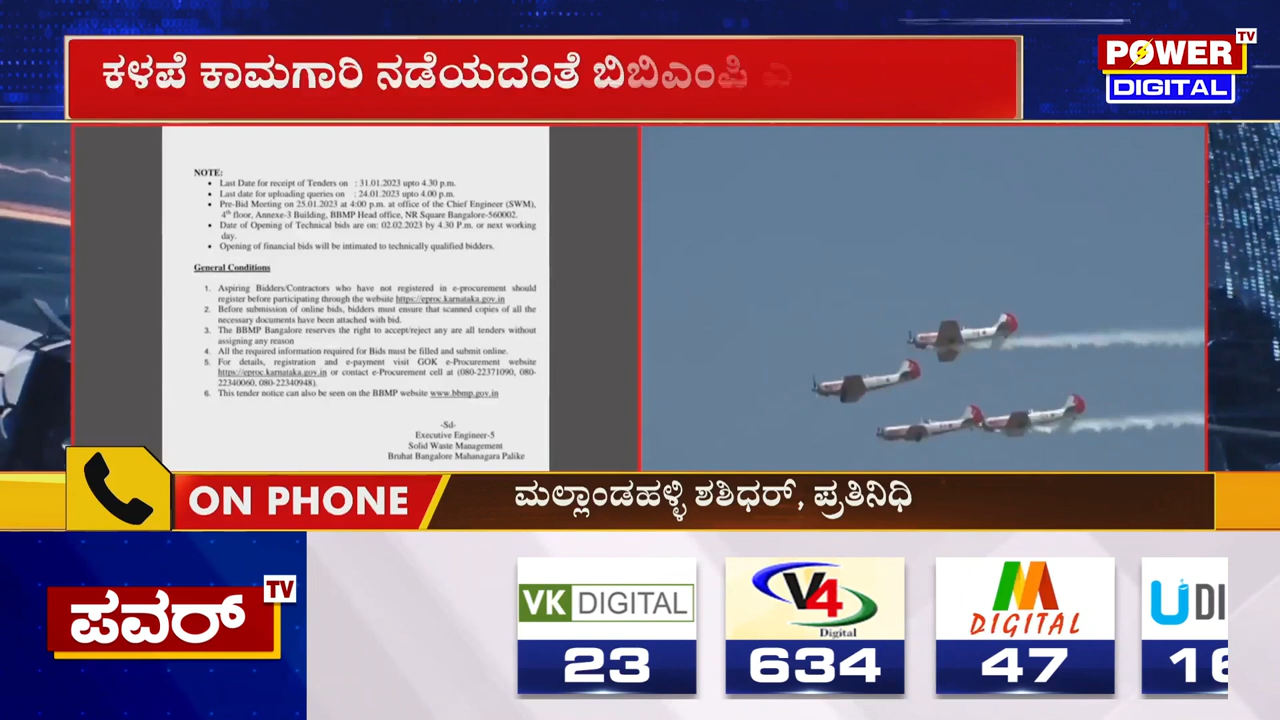 ಕಳಪೆ ಕಾಮಗಾರಿ ನಡೆಯದಂತೆ ಬಿಬಿಎಂಪಿ
POWER TV
DIGITAL
NOTE:
• Last Date for receipt of Tenders on : 31.01.2023 upto 4.30 p.m.
• Last date for uploading queries on : 24.01.2023 upto 4.00 p.m.
• Pre-Bid Meeting on 25.01.2023 at 4:00 p.m. at office of the Chief Engineer (SWM),
4th floor, Annexe-3 Building, BBMP Head office, NR Square Bangalore-560002.
• Date of Opening of Technical bids are on: 02.02.2023 by 4.30 P.m. or next working
day.
• Opening of financial bids will be intimated to technically qualified bidders.
General Conditions
1. Aspiring Bidders/Contractors who have not registered in e-procurement should
register before participating through the website https://eproc.karnataka.gov.in
2. Before submission of online bids, bidders must ensure that scanned copies of all the
necessary documents have been attached with bid.
3. The BBMP Bangalore reserves the right to accept/reject any are all tenders without
assigning any reason
4. All the required information required for Bids must be filled and submit online.
5. For details, registration and e-payment visit GOK e-Procurement website
https://eproc.karnataka.gov.in or contact e-Procurement cell at (080-22371090, 080-
22340060, 080-22340948).
6. This tender notice can also be seen on the BBMP website www.bbmp.gov.in
-Sd-
Executive Engineer-5
Solid Waste Management
Bruhat Bangalore Mahanagara Palike
ON PHONE
ಮಲ್ಲಾಂಡಹಳ್ಳಿ ಶಶಿಧರ್, ಪ್ರತಿನಿಧಿ
ಪವರ್ TV
VK DIGITAL
23
V4 Digital
634
M DIGITAL
47
U DI
16